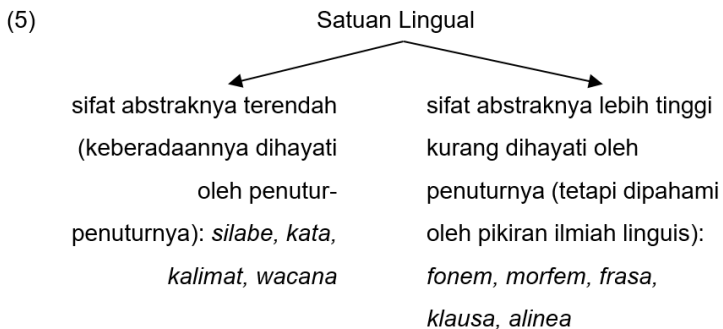 (5) Satuan Lingual
sifat abstraknya terendah
(keberadaannya dihayati
oleh penutur-
penuturnya): silabe, kata,
kalimat, wacana
sifat abstraknya lebih tinggi
kurang dihayati oleh
penuturnya (tetapi dipahami
oleh pikiran ilmiah linguis):
fonem, morfem, frasa,
klausa, alinea